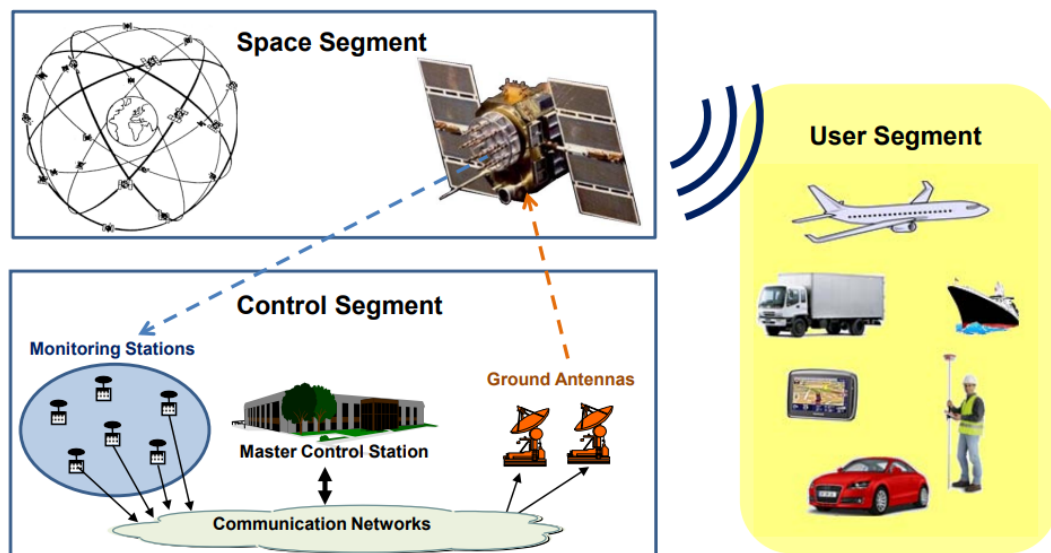 Space Segment
User Segment
Control Segment
Monitoring Stations
Ground Antennas
Master Control Station
Communication Networks